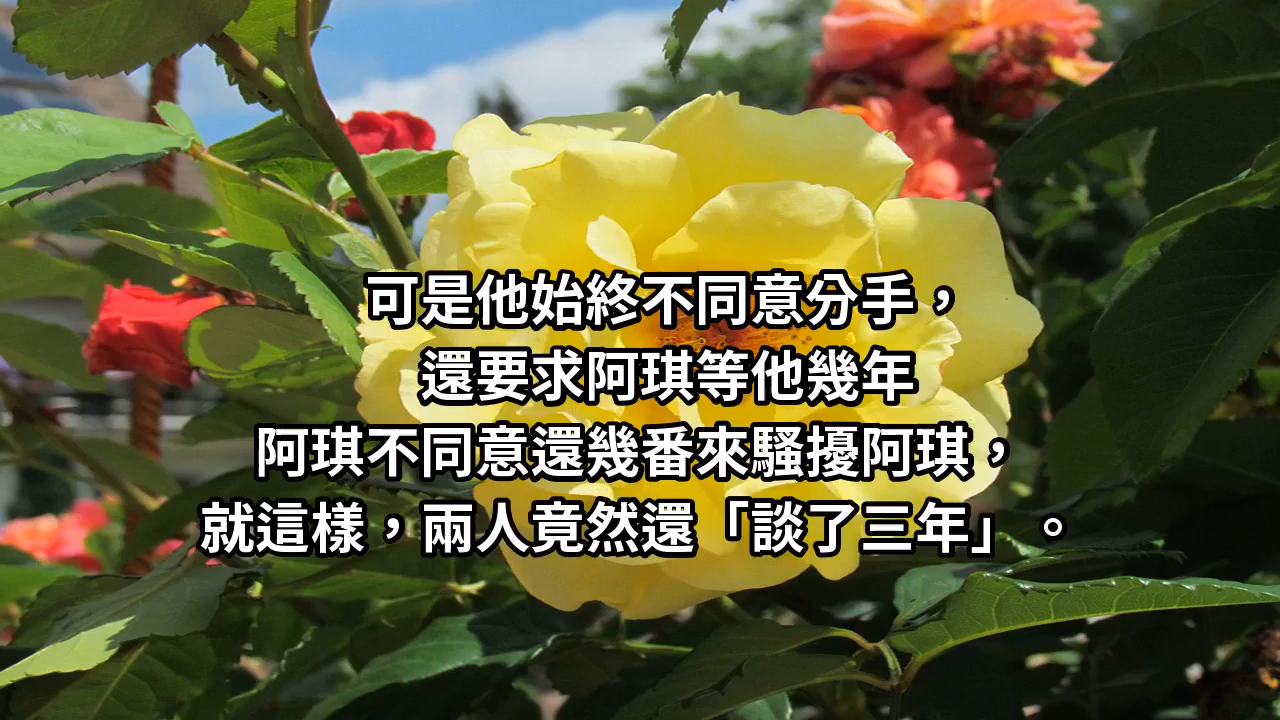 可是他始終不同意分手，
還要求阿琪等他幾年
阿琪不同意還幾番來騷擾阿琪，
就這樣，兩人竟然還「談了三年」。